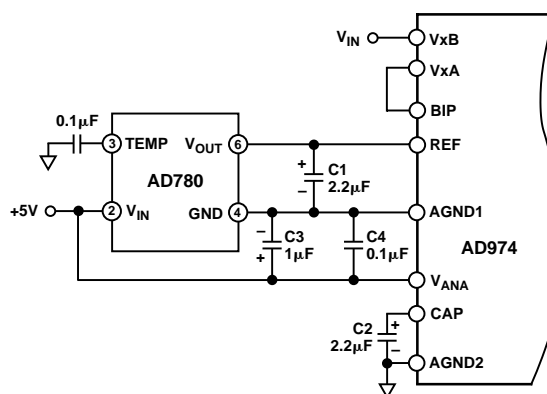 V_IN
VxB
VxA
BIP
0.1µF
3 TEMP
V_OUT 6
REF
+ C1
2.2µF
–
AD780
+5V
2 V_IN
GND 4
AGND1
– C3
1µF
+
C4
0.1µF
AD974
V_ANA
CAP
C2 +
2.2µF –
AGND2